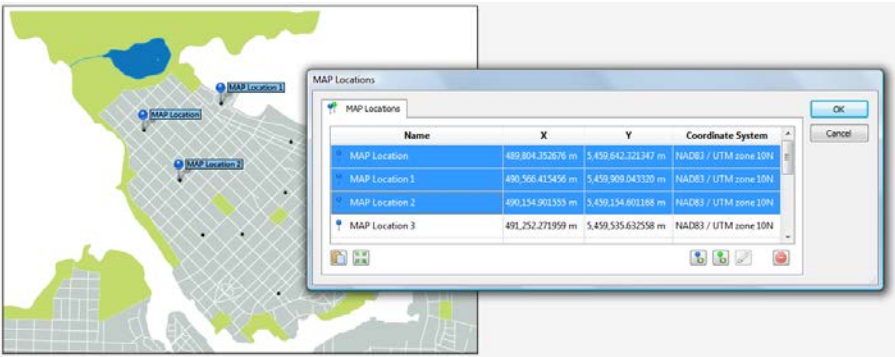 MAP Location 1
MAP Location
MAP Location 2
MAP Locations
MAP Locations
OK
Cancel
Name X Y Coordinate System
MAP Location 489,804.352676 m 5,459,642.321347 m NAD83 / UTM zone 10N
MAP Location 1 490,566.415456 m 5,459,909.043320 m NAD83 / UTM zone 10N
MAP Location 2 490,154.901355 m 5,459,154.601168 m NAD83 / UTM zone 10N
MAP Location 3 491,252.271959 m 5,459,535.632558 m NAD83 / UTM zone 10N